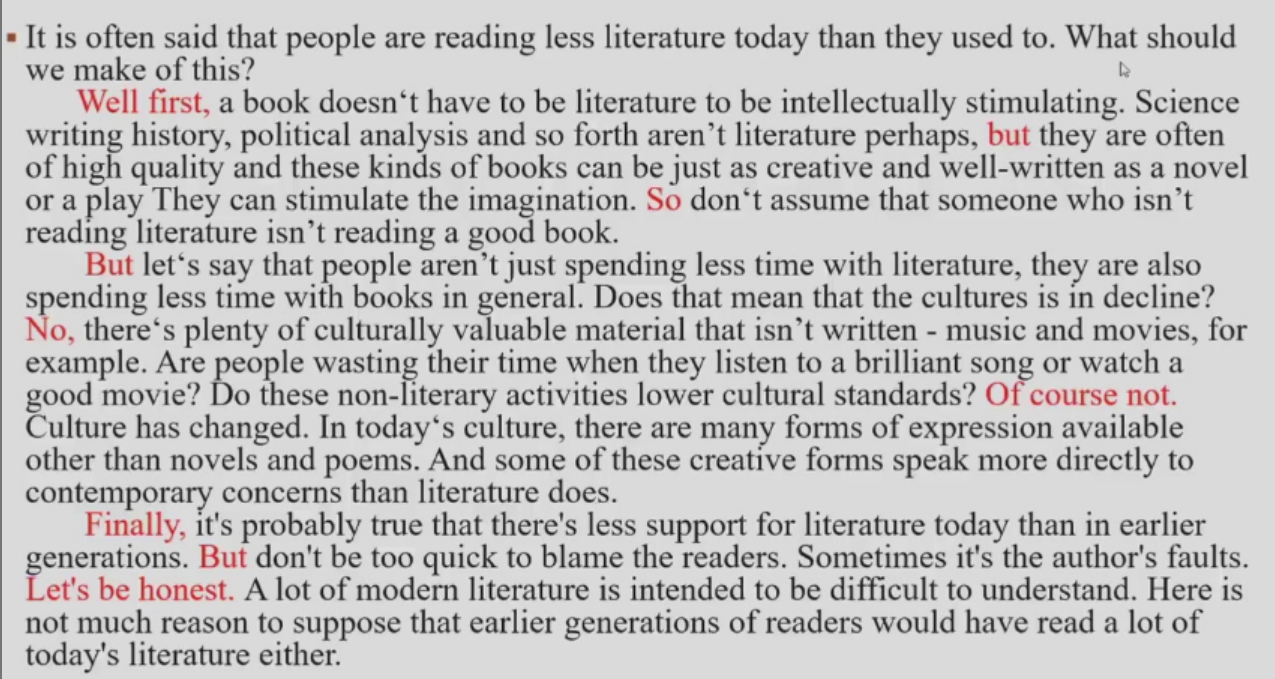 ▪ It is often said that people are reading less literature today than they used to. What should
we make of this?
Well first, a book doesn‘t have to be literature to be intellectually stimulating. Science
writing history, political analysis and so forth aren’t literature perhaps, but they are often
of high quality and these kinds of books can be just as creative and well-written as a novel
or a play They can stimulate the imagination. So don‘t assume that someone who isn’t
reading literature isn’t reading a good book.
But let‘s say that people aren’t just spending less time with literature, they are also
spending less time with books in general. Does that mean that the cultures is in decline?
No, there‘s plenty of culturally valuable material that isn’t written - music and movies, for
example. Are people wasting their time when they listen to a brilliant song or watch a
good movie? Do these non-literary activities lower cultural standards? Of course not.
Culture has changed. In today‘s culture, there are many forms of expression available
other than novels and poems. And some of these creative forms speak more directly to
contemporary concerns than literature does.
Finally, it's probably true that there's less support for literature today than in earlier
generations. But don't be too quick to blame the readers. Sometimes it's the author's faults.
Let's be honest. A lot of modern literature is intended to be difficult to understand. Here is
not much reason to suppose that earlier generations of readers would have read a lot of
today's literature either.